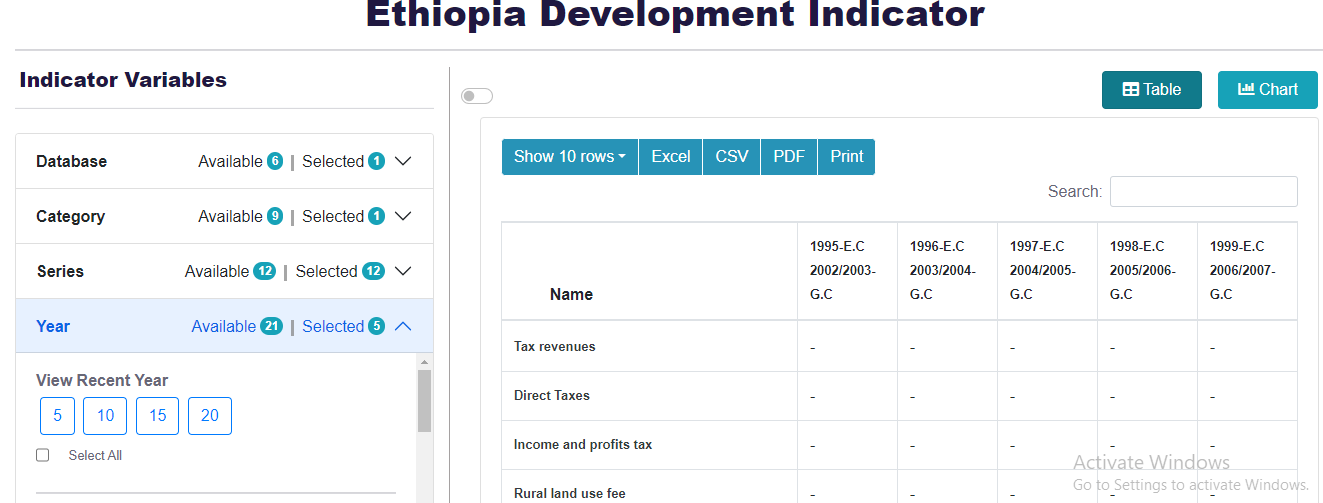 Ethiopia Development Indicator
Indicator Variables
Database Available 6 | Selected 1
Category Available 9 | Selected 1
Series Available 12 | Selected 12
Year Available 21 | Selected 5
View Recent Year
5 10 15 20
Select All
Table Chart
Show 10 rows Excel CSV PDF Print
Search:
Name
1995-E.C
2002/2003-
G.C
1996-E.C
2003/2004-
G.C
1997-E.C
2004/2005-
G.C
1998-E.C
2005/2006-
G.C
1999-E.C
2006/2007-
G.C
Tax revenues - - - - -
Direct Taxes - - - - -
Income and profits tax - - - - -
Rural land use fee - - - - -
Activate Windows
Go to Settings to activate Windows.